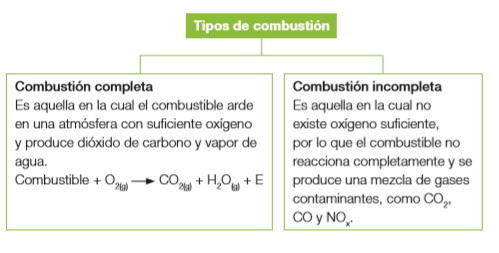 Tipos de combustión
Combustión completa
Es aquella en la cual el combustible arde
en una atmósfera con suficiente oxígeno
y produce dióxido de carbono y vapor de
agua.
Combustible + O₂₍g₎ → CO₂₍g₎ + H₂O₍g₎ + E
Combustión incompleta
Es aquella en la cual no
existe oxígeno suficiente,
por lo que el combustible no
reacciona completamente y se
produce una mezcla de gases
contaminantes, como CO₂,
CO y NOₓ.